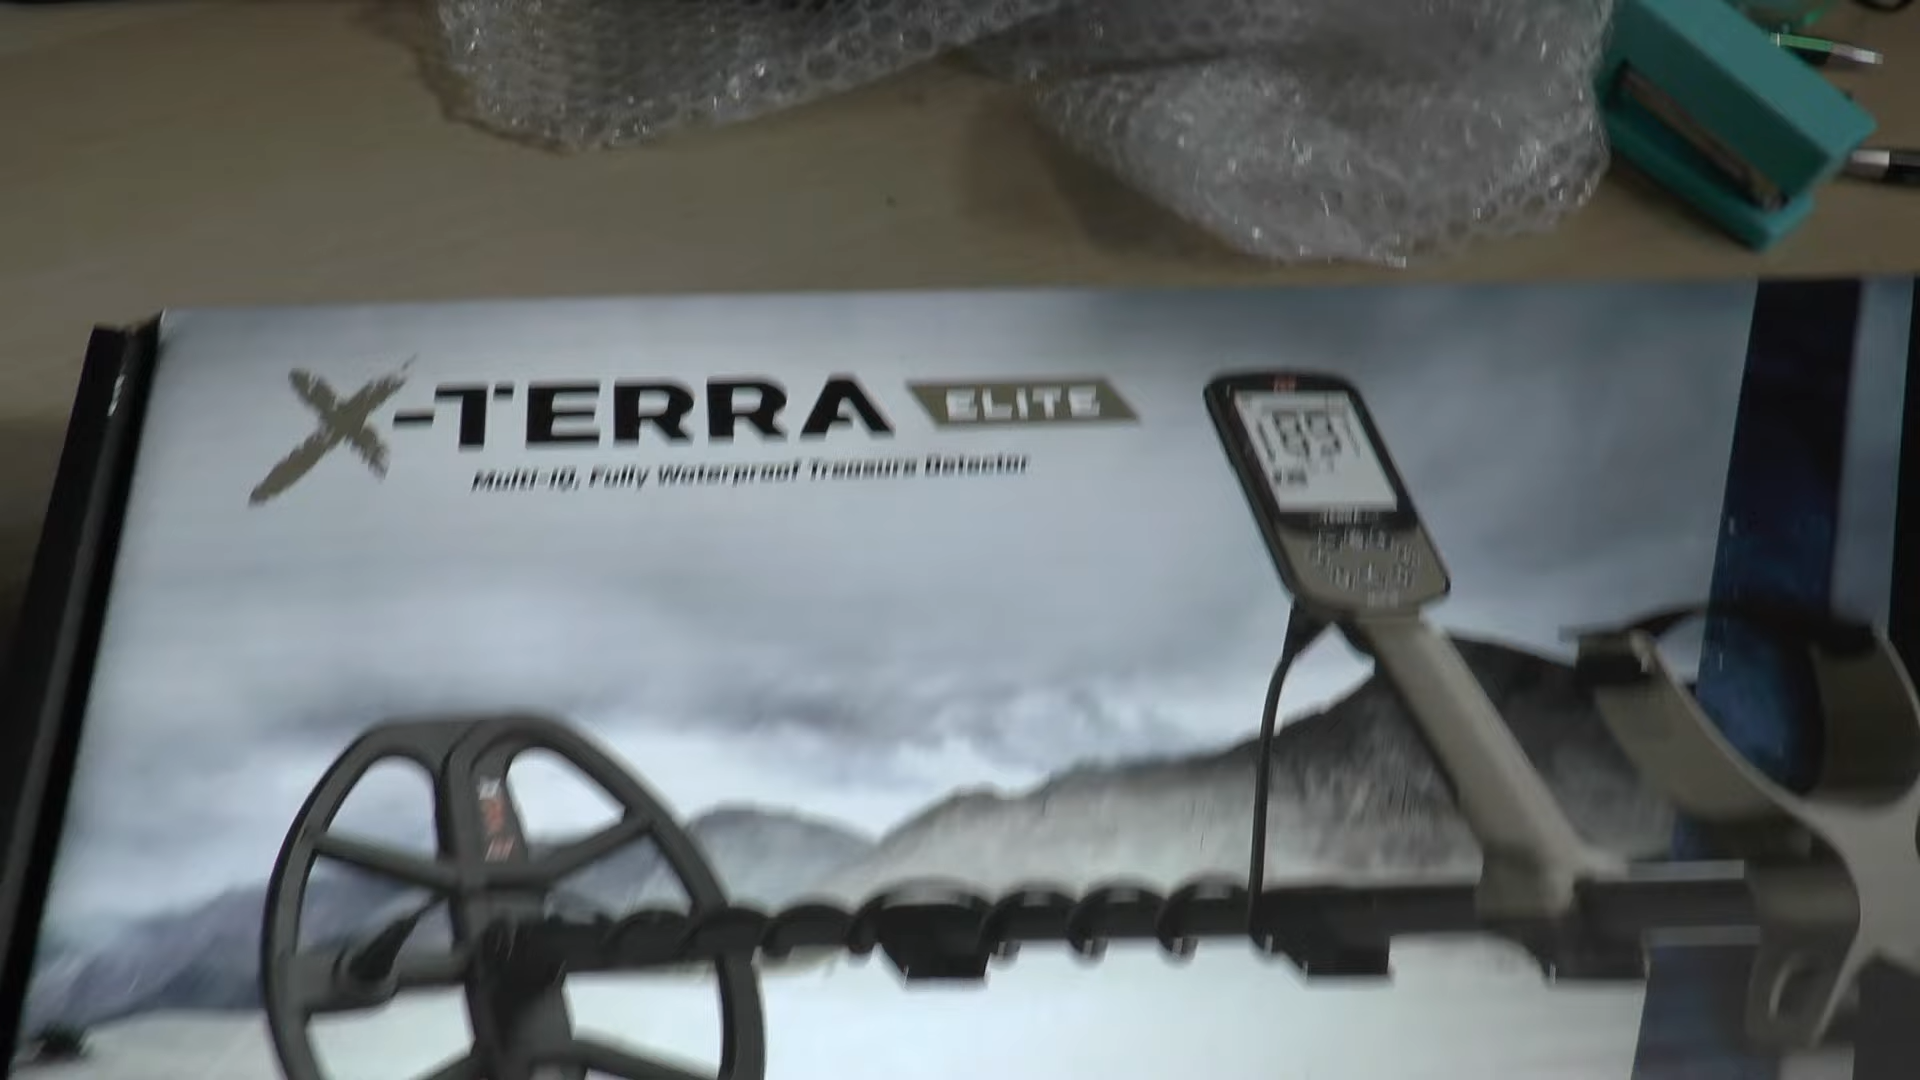 X-TERRA ELITE
Multi-IQ, Fully Waterproof Treasure Detector